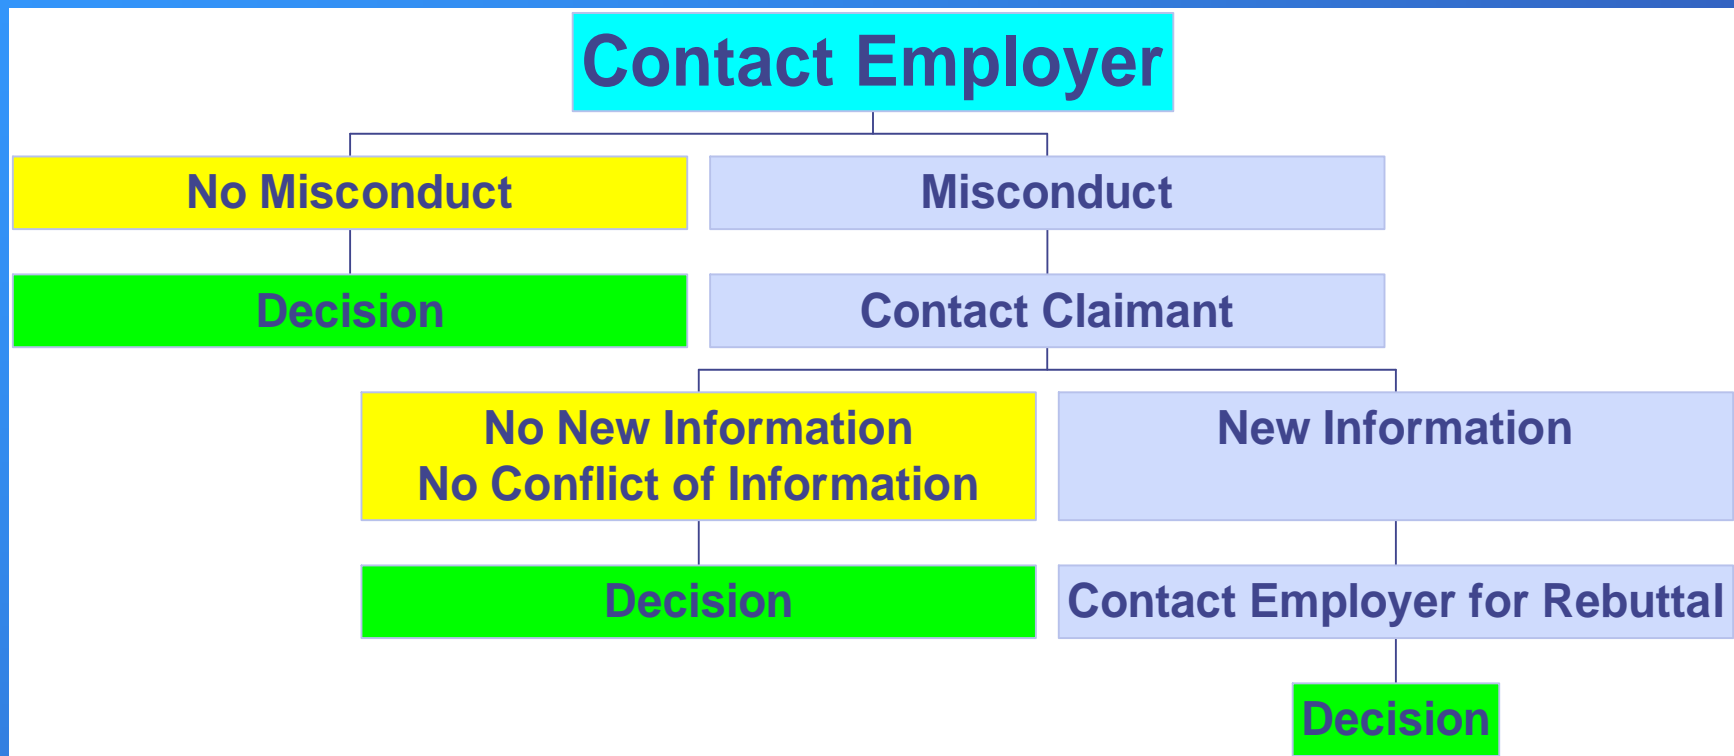 Contact Employer
No Misconduct
Misconduct
Decision
Contact Claimant
No New Information
No Conflict of Information
New Information
Decision
Contact Employer for Rebuttal
Decision